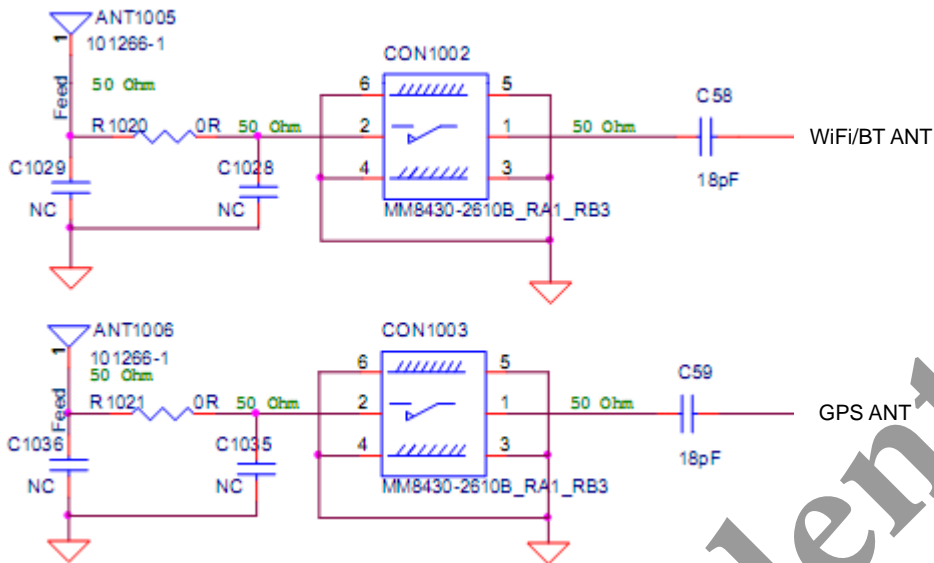 ANT1005
1
101266-1
CON1002
Feed
50 Ohm
6
5
C58
R1020
0R
50 Ohm
2
1
50 Ohm
WiFi/BT ANT
C1029
C1028
4
3
18pF
NC
NC
MM8430-2610B_RA1_RB3
ANT1006
1
101266-1
CON1003
50 Ohm
6
5
C59
Feed
R1021
0R
50 Ohm
2
1
50 Ohm
GPS ANT
C1036
C1035
4
3
18pF
NC
NC
MM8430-2610B_RA1_RB3
dent